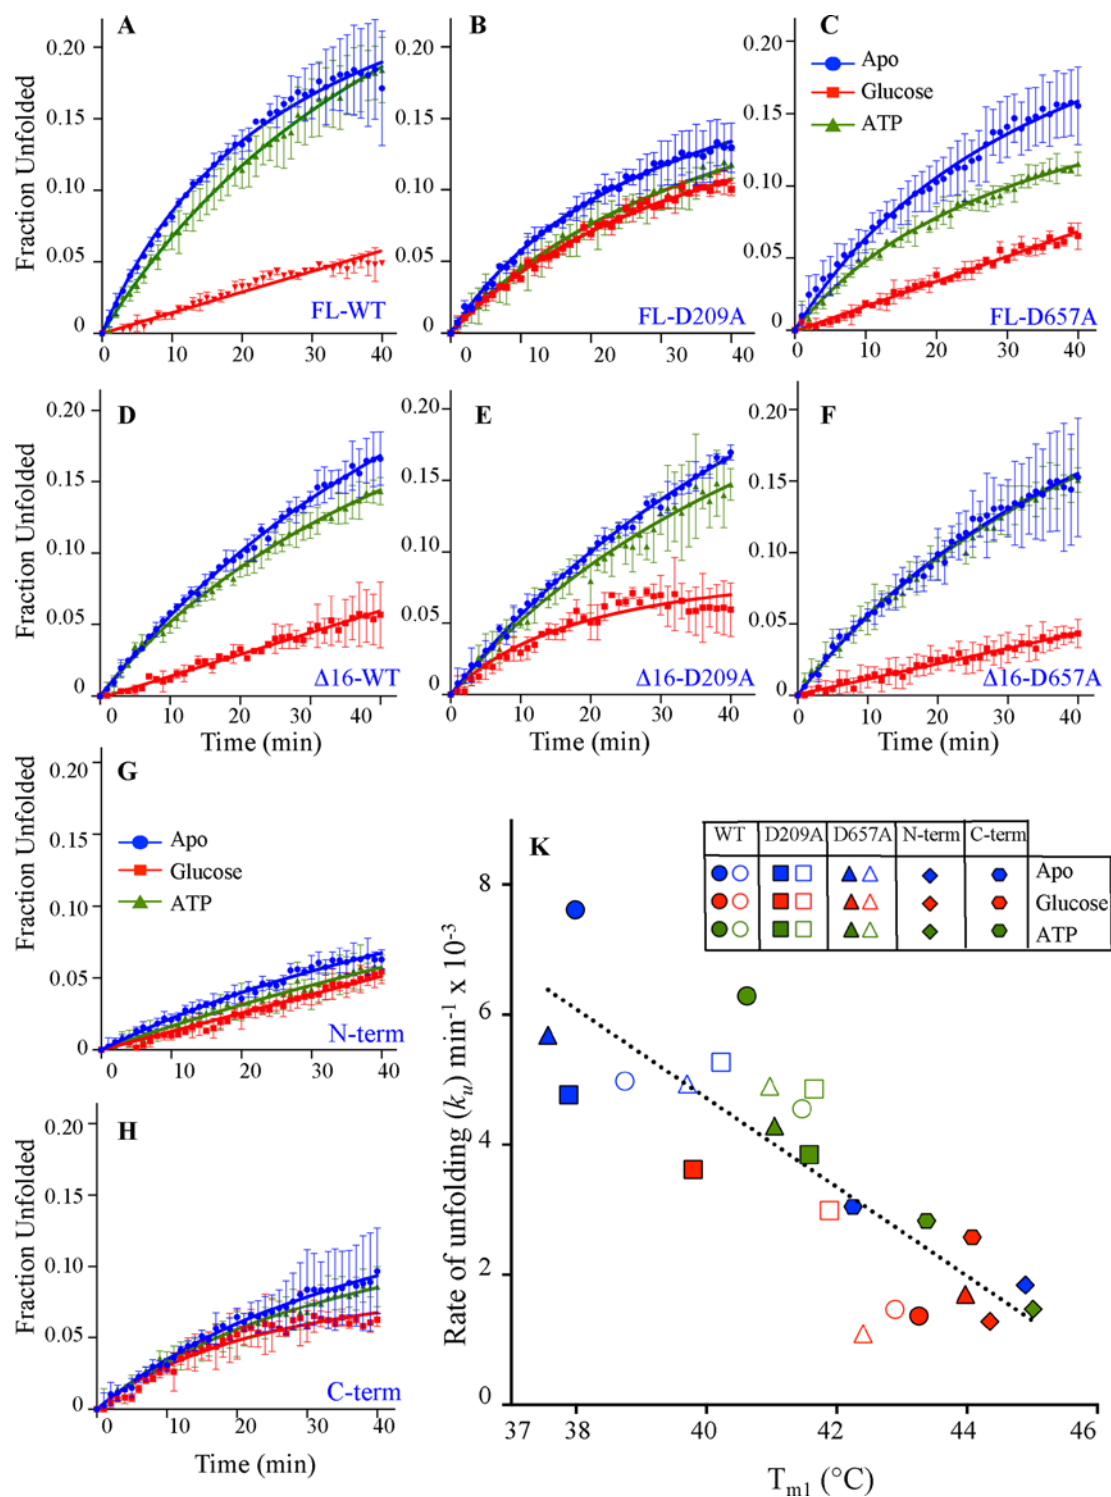 A
B
C
Fraction Unfolded
0.20
0.15
0.10
0.05
0
0.20
0.15
0.10
0.05
0
0.20
0.15
0.10
0.05
0
Apo
Glucose
ATP
FL-WT
FL-D209A
FL-D657A
10 20 30 40
0 10 20 30 40
0 10 20 30 40
D
E
F
Fraction Unfolded
0.20
0.15
0.10
0.05
0
0.20
0.15
0.10
0.05
0
0.20
0.15
0.10
0.05
0
Δ16-WT
Δ16-D209A
Δ16-D657A
0 10 20 30 40
0 10 20 30 40
0 10 20 30 40
Time (min)
Time (min)
Time (min)
G
Fraction Unfolded
0.20
0.15
0.10
0.05
0
Apo
Glucose
ATP
N-term
0 10 20 30 40
H
Fraction Unfolded
0.20
0.15
0.10
0.05
0
C-term
0 10 20 30 40
Time (min)
K
WT D209A D657A N-term C-term
Apo
Glucose
ATP
Rate of unfolding (kᵤ) min⁻¹ x 10⁻³
8
6
4
2
0
37 38 40 42 44 46
Tₘ₁ (°C)